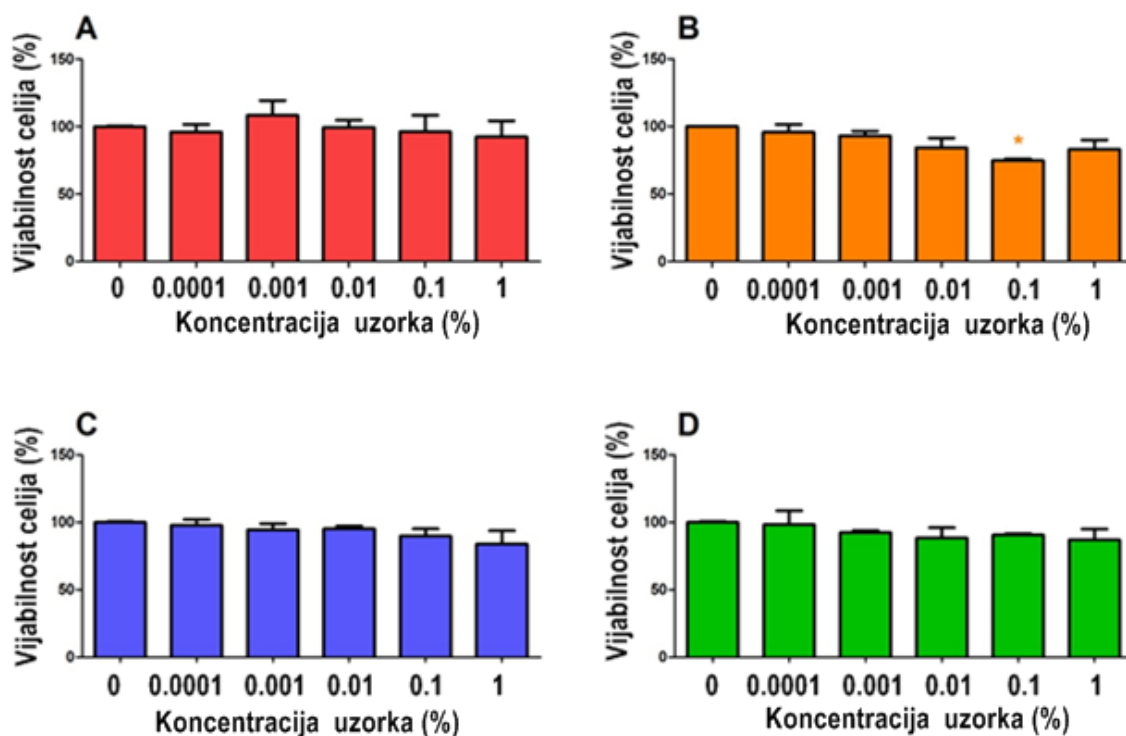 A
Vijabilnost celija (%)
150
100
50
0
0 0.0001 0.001 0.01 0.1 1
Koncentracija uzorka (%)
B
Vijabilnost celija (%)
150
100
50
0
*
0 0.0001 0.001 0.01 0.1 1
Koncentracija uzorka (%)
C
Vijabilnost celija (%)
150
100
50
0
0 0.0001 0.001 0.01 0.1 1
Koncentracija uzorka (%)
D
Vijabilnost celija (%)
150
100
50
0
0 0.0001 0.001 0.01 0.1 1
Koncentracija uzorka (%)